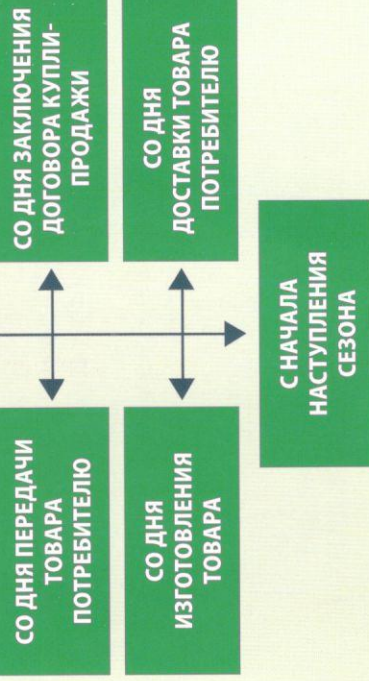 СО ДНЯ ПЕРЕДАЧИ
ТОВАРА
ПОТРЕБИТЕЛЮ
СО ДНЯ ЗАКЛЮЧЕНИЯ
ДОГОВОРА КУПЛИ-
ПРОДАЖИ
СО ДНЯ
ИЗГОТОВЛЕНИЯ
ТОВАРА
СО ДНЯ
ДОСТАВКИ ТОВАРА
ПОТРЕБИТЕЛЮ
С НАЧАЛА
НАСТУПЛЕНИЯ
СЕЗОНА